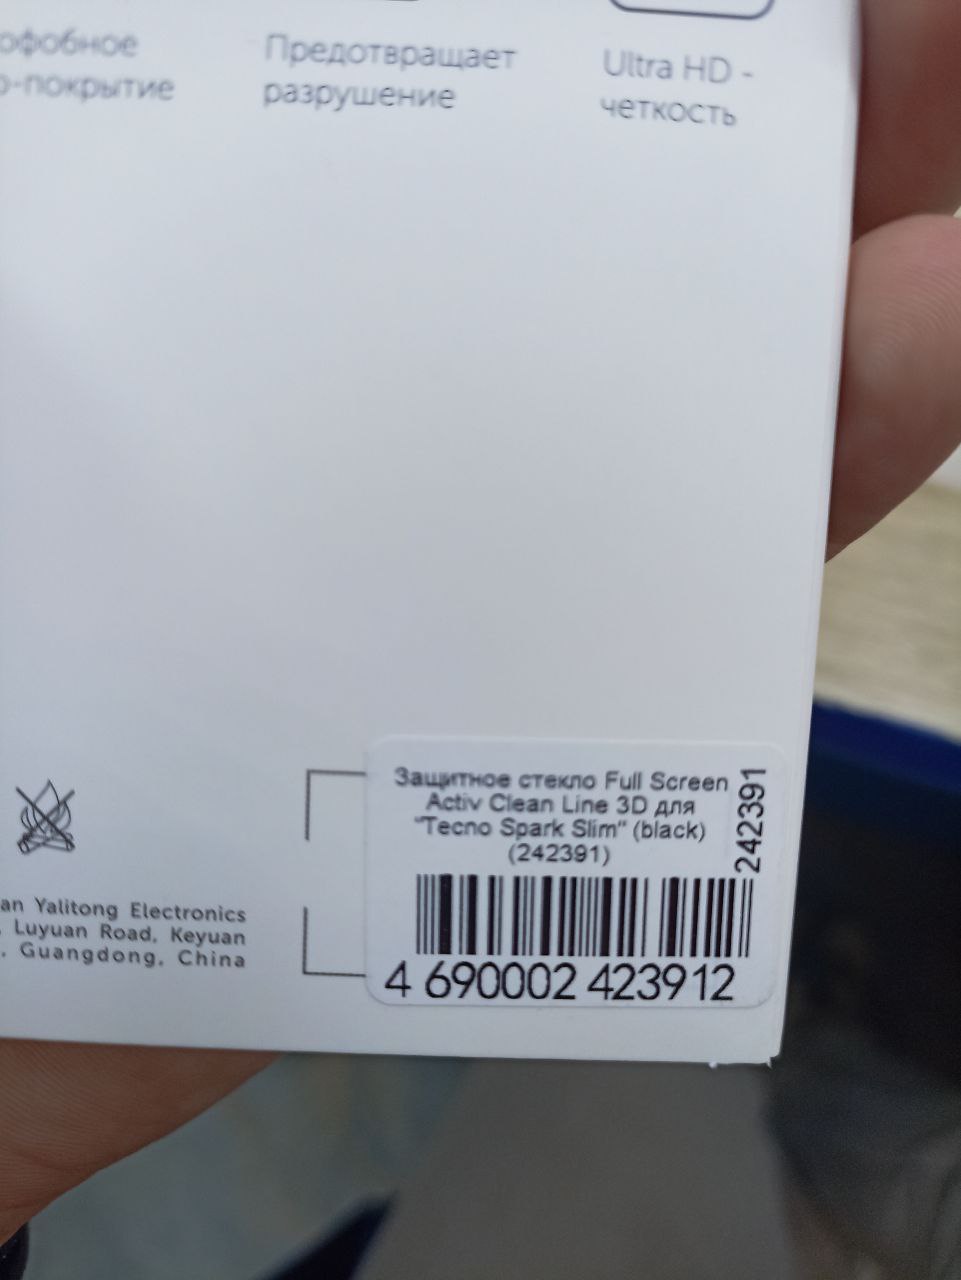 офобное
о-покрытие
Предотвращает
разрушение
Ultra HD -
четкость
an Yalitong Electronics
, Luyuan Road, Keyuan
, Guangdong, China
Защитное стекло Full Screen
Activ Clean Line 3D для
"Tecno Spark Slim" (black)
(242391)
242391
4 690002 423912